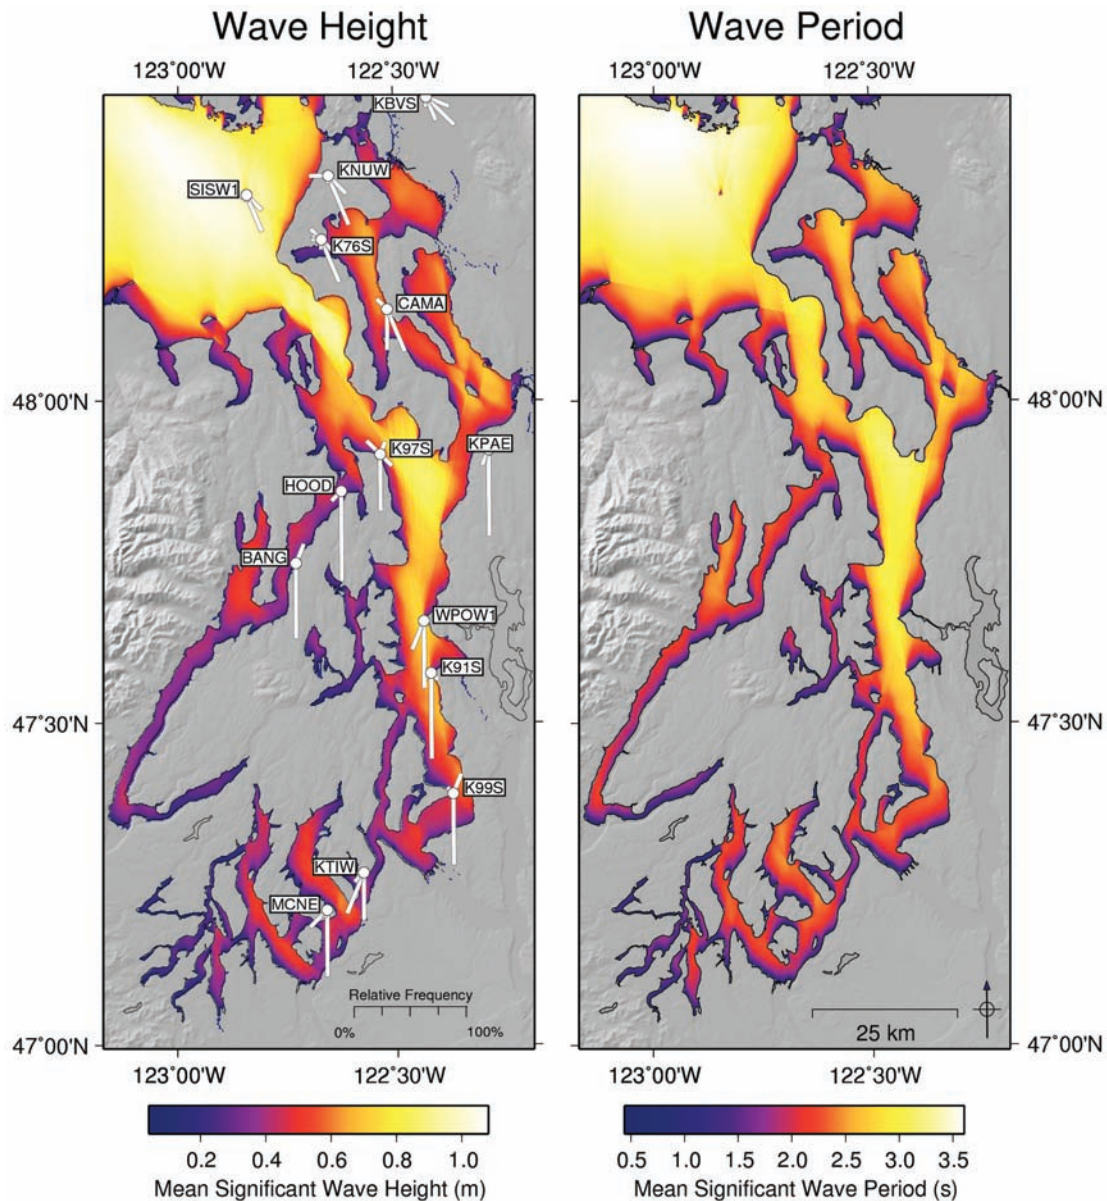 Wave Height
Wave Period
123°00'W
122°30'W
123°00'W
122°30'W
KBVS
KNUW
SISW1
K76S
CAMA
48°00'N
48°00'N
K97S
KPAE
HOOD
BANG
WPOW1
K91S
47°30'N
47°30'N
K99S
KTIW
MCNE
Relative Frequency
0%
100%
25 km
47°00'N
47°00'N
123°00'W
122°30'W
123°00'W
122°30'W
0.2 0.4 0.6 0.8 1.0
0.5 1.0 1.5 2.0 2.5 3.0 3.5
Mean Significant Wave Height (m)
Mean Significant Wave Period (s)